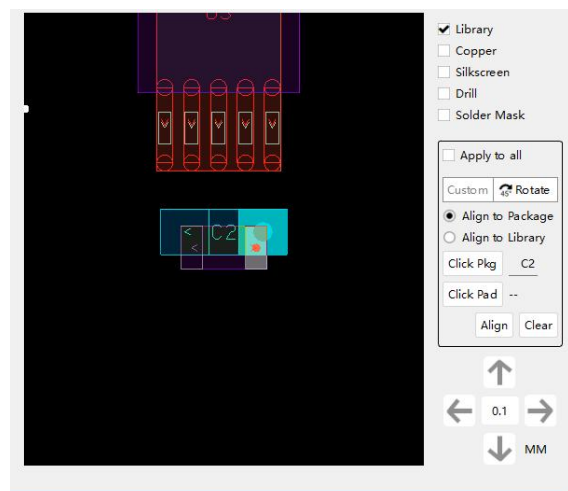 U3
C2
Library
Copper
Silkscreen
Drill
Solder Mask
Apply to all
Custom 45° Rotate
Align to Package
Align to Library
Click Pkg C2
Click Pad --
Align Clear
0.1
MM